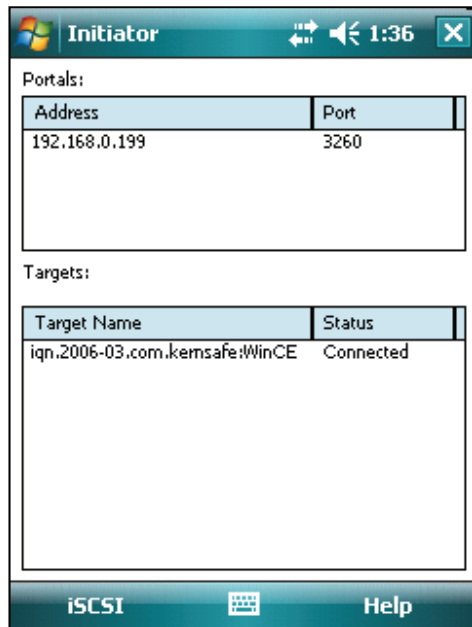 Initiator 1:36
Portals:
Address Port
192.168.0.199 3260
Targets:
Target Name Status
iqn.2006-03.com.kernsafe:WinCE Connected
iSCSI Help